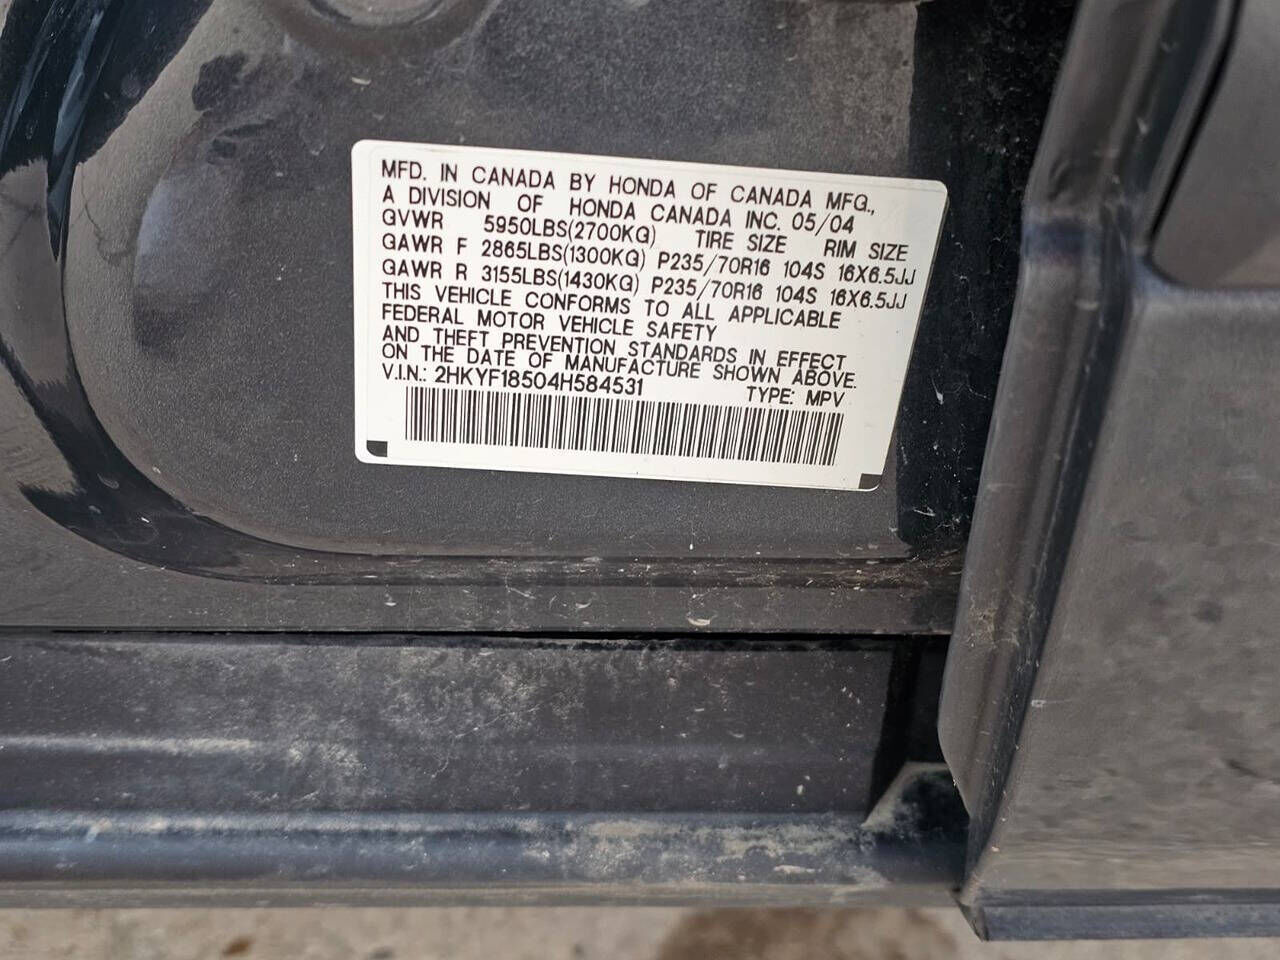 MFD. IN CANADA BY HONDA OF CANADA MFG.,
A DIVISION OF HONDA CANADA INC. 05/04
GVWR 5950LBS(2700KG) TIRE SIZE RIM SIZE
GAWR F 2865LBS(1300KG) P235/70R16 104S 16X6.5JJ
GAWR R 3155LBS(1430KG) P235/70R16 104S 16X6.5JJ
THIS VEHICLE CONFORMS TO ALL APPLICABLE
FEDERAL MOTOR VEHICLE SAFETY
AND THEFT PREVENTION STANDARDS IN EFFECT
ON THE DATE OF MANUFACTURE SHOWN ABOVE.
V.I.N.: 2HKYF18504H584531 TYPE: MPV